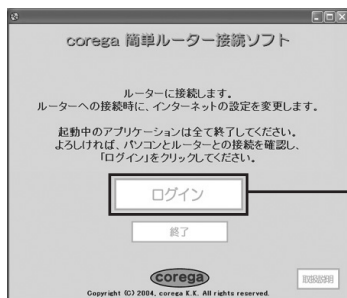 corega 簡単ルーター接続ソフト
ルーターに接続します。
ルーターへの接続時に、インターネットの設定を変更します。
起動中のアプリケーションは全て終了してください。
よろしければ、パソコンとルーターとの接続を確認し、
「ログイン」をクリックしてください。
ログイン
終了
corega
取扱説明
Copyright (C) 2004, corega K.K. All rights reserved.